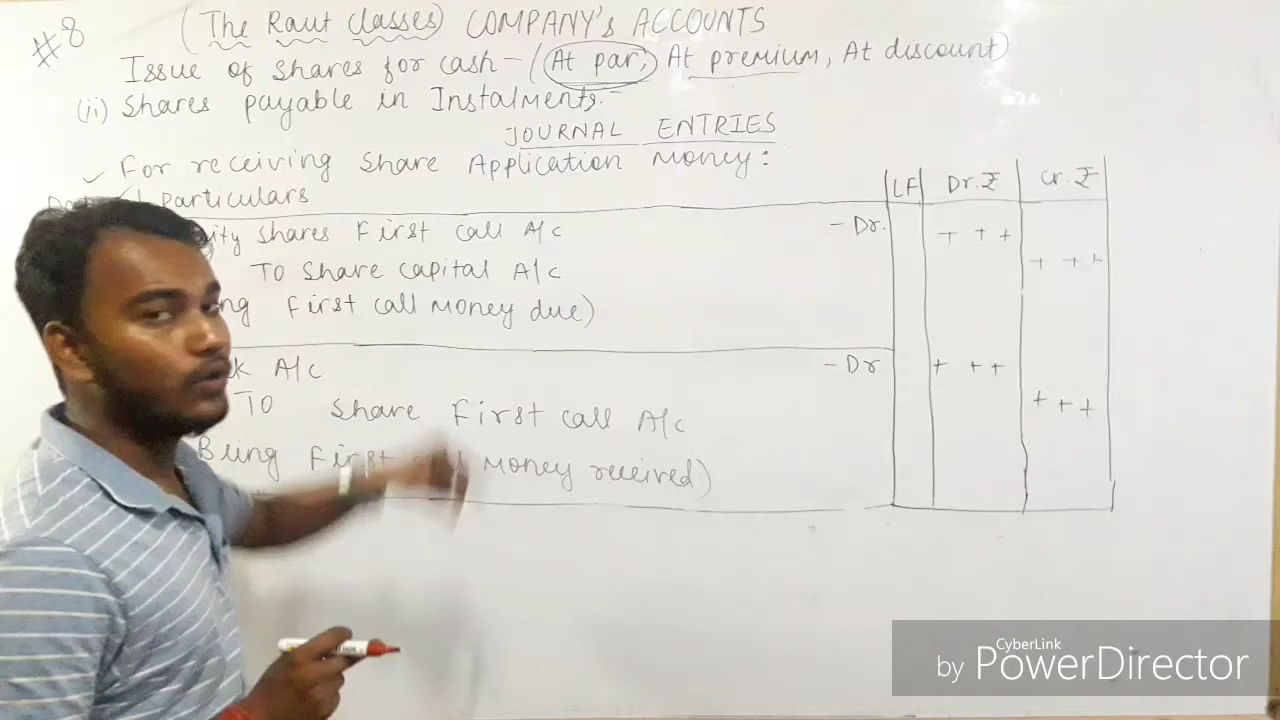 #8 (The Raut Classes) COMPANY's ACCOUNTS
Issue of shares for cash - (At par, At premium, At discount)
(ii) Shares payable in Instalments:-
JOURNAL ENTRIES
✓ For receiving Share Application Money:
Particulars LF Dr. ₹ Cr. ₹
shares First call A/c - Dr. + + +
To share capital A/c + + +
First call Money due)
A/c - Dr + + +
To share First call A/c + + +
Being First Money received)
CyberLink
by PowerDirector